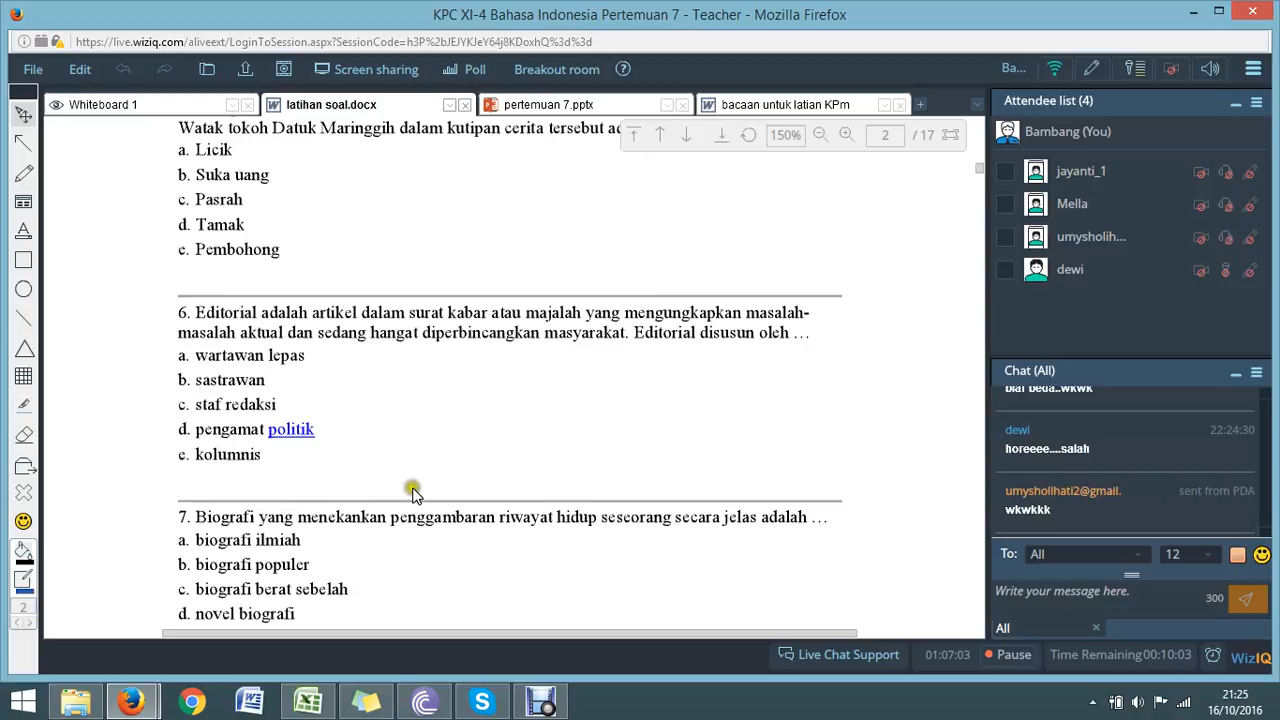 KPC XI-4 Bahasa Indonesia Pertemuan 7 - Teacher - Mozilla Firefox
https://live.wiziq.com/aliveext/LoginToSession.aspx?SessionCode=h3P%2bJEJYKJeY64j8KDoxhQ%3d%3d
File Edit Screen sharing Poll Breakout room Ba...
Whiteboard 1 latihan soal.docx pertemuan 7.pptx bacaan untuk latian KPm
150% 2 / 17
Watak tokoh Datuk Maringgih dalam kutipan cerita tersebut ad
a. Licik
b. Suka uang
c. Pasrah
d. Tamak
e. Pembohong
6. Editorial adalah artikel dalam surat kabar atau majalah yang mengungkapkan masalah-
masalah aktual dan sedang hangat diperbincangkan masyarakat. Editorial disusun oleh …
a. wartawan lepas
b. sastrawan
c. staf redaksi
d. pengamat politik
e. kolumnis
7. Biografi yang menekankan penggambaran riwayat hidup seseorang secara jelas adalah …
a. biografi ilmiah
b. biografi populer
c. biografi berat sebelah
d. novel biografi
2
Attendee list (4)
Bambang (You)
jayanti_1
Mella
umysholih...
dewi
Chat (All)
biar beda..wkwk
dewi 22:24:30
horeeee....salah
umysholihati2@gmail. sent from PDA
wkwkkk
To: All 12
Write your message here. 300
All
Live Chat Support 01:07:03 Pause Time Remaining00:10:03 WizIQ
21:25
16/10/2016